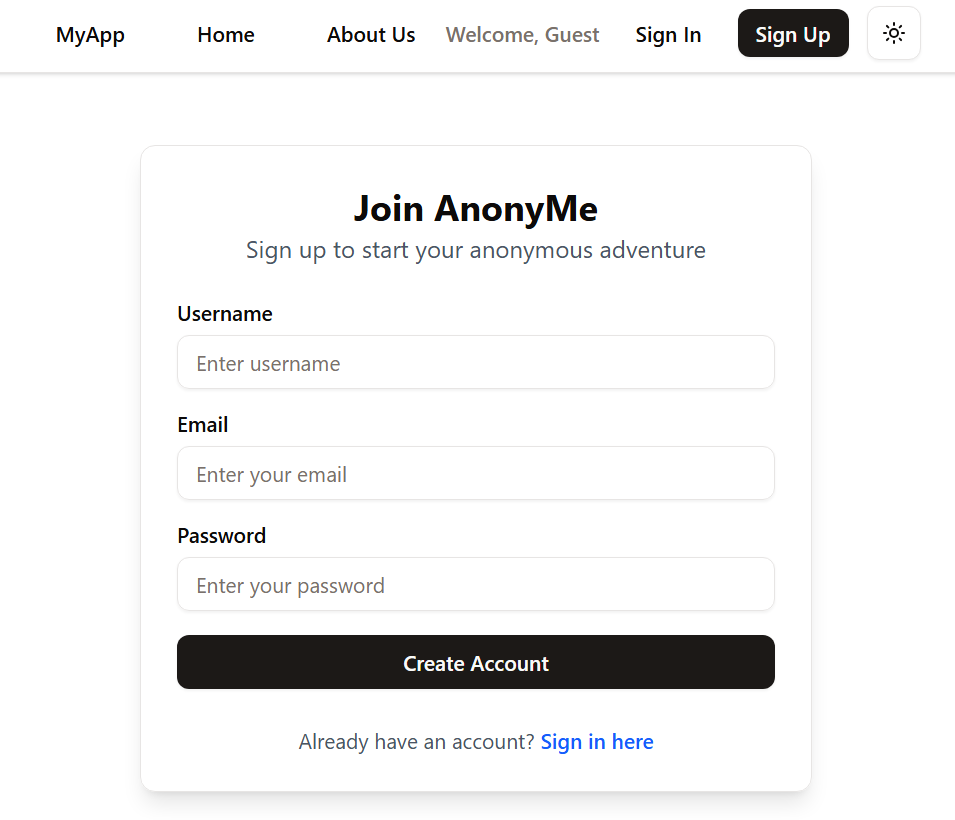 MyApp Home About Us Welcome, Guest Sign In Sign Up
Join AnonyMe
Sign up to start your anonymous adventure
Username
Enter username
Email
Enter your email
Password
Enter your password
Create Account
Already have an account? Sign in here